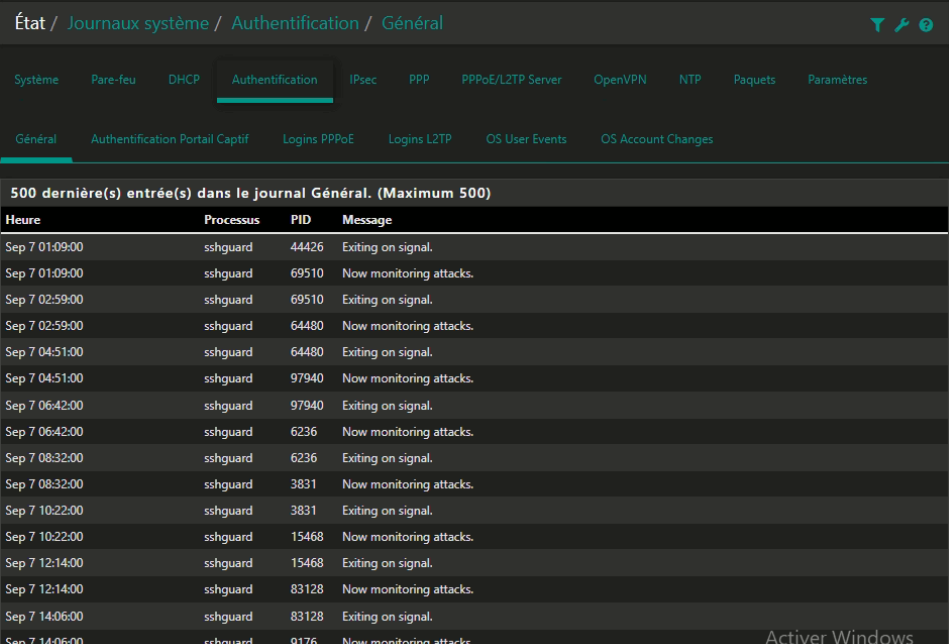 État / Journaux système / Authentification / Général
Système Pare-feu DHCP Authentification IPsec PPP PPPoE/L2TP Server OpenVPN NTP Paquets Paramètres
Général Authentification Portail Captif Logins PPPoE Logins L2TP OS User Events OS Account Changes
500 dernière(s) entrée(s) dans le journal Général. (Maximum 500)
Heure Processus PID Message
Sep 7 01:09:00 sshguard 44426 Exiting on signal.
Sep 7 01:09:00 sshguard 69510 Now monitoring attacks.
Sep 7 02:59:00 sshguard 69510 Exiting on signal.
Sep 7 02:59:00 sshguard 64480 Now monitoring attacks.
Sep 7 04:51:00 sshguard 64480 Exiting on signal.
Sep 7 04:51:00 sshguard 97940 Now monitoring attacks.
Sep 7 06:42:00 sshguard 97940 Exiting on signal.
Sep 7 06:42:00 sshguard 6236 Now monitoring attacks.
Sep 7 08:32:00 sshguard 6236 Exiting on signal.
Sep 7 08:32:00 sshguard 3831 Now monitoring attacks.
Sep 7 10:22:00 sshguard 3831 Exiting on signal.
Sep 7 10:22:00 sshguard 15468 Now monitoring attacks.
Sep 7 12:14:00 sshguard 15468 Exiting on signal.
Sep 7 12:14:00 sshguard 83128 Now monitoring attacks.
Sep 7 14:06:00 sshguard 83128 Exiting on signal.
Sep 7 14:06:00 sshguard 9176 Now monitoring attacks.
Activer Windows